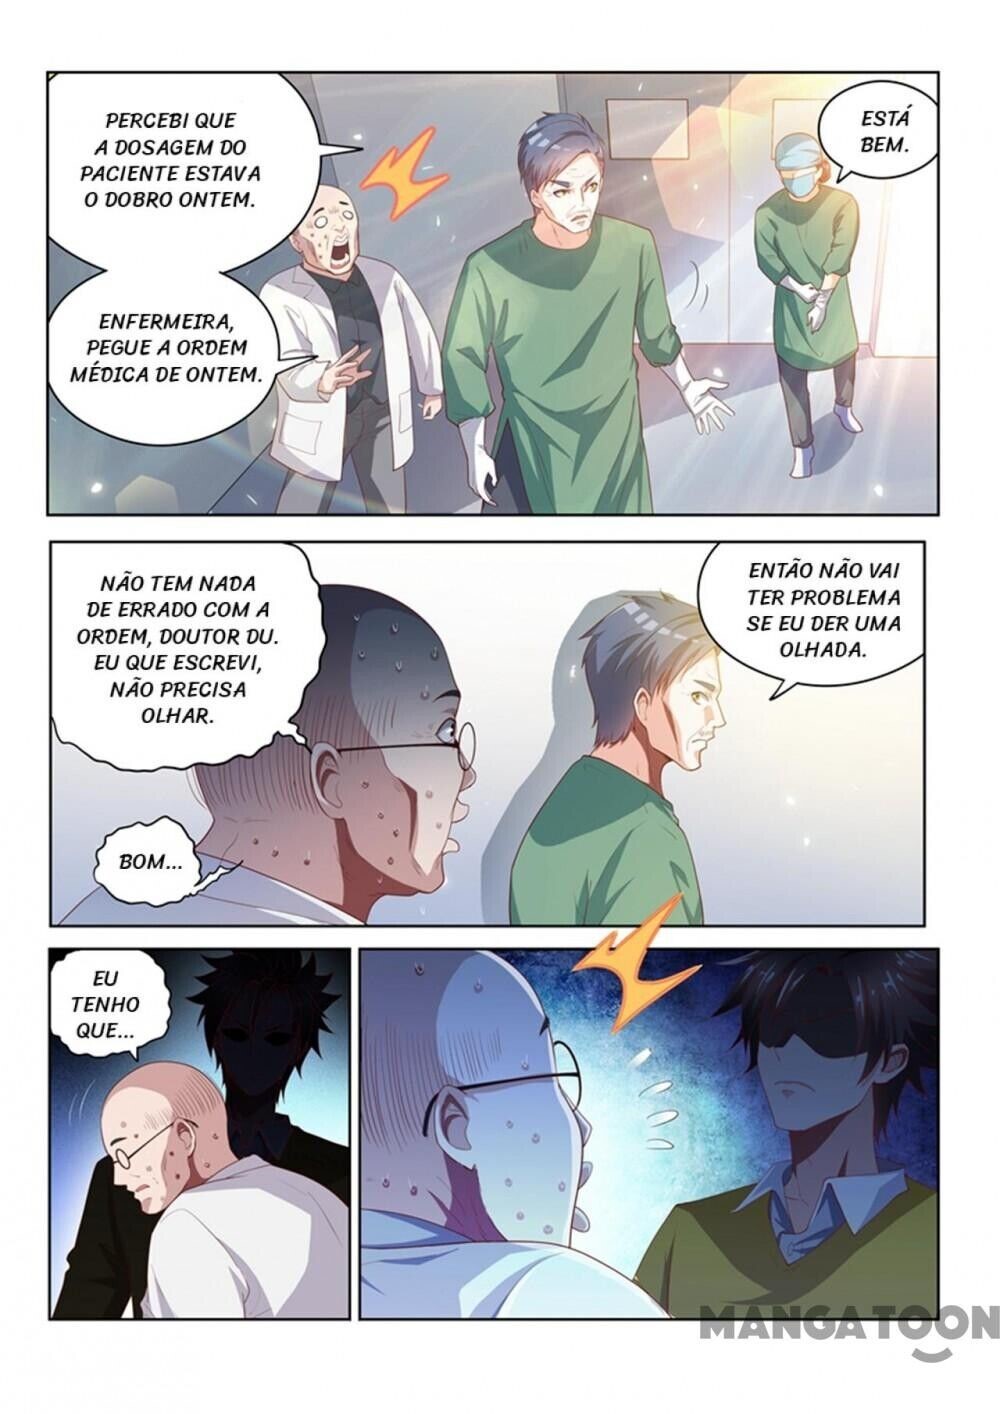 PERCEBI QUE
A DOSAGEM DO
PACIENTE ESTAVA
O DOBRO ONTEM.
ENFERMEIRA,
PEGUE A ORDEM
MÉDICA DE ONTEM.
ESTÁ
BEM.
NÃO TEM NADA
DE ERRADO COM A
ORDEM, DOUTOR DU.
EU QUE ESCREVI,
NÃO PRECISA
OLHAR.
ENTÃO NÃO VAI
TER PROBLEMA
SE EU DER UMA
OLHADA.
BOM...
EU
TENHO
QUE...
MANGATOON